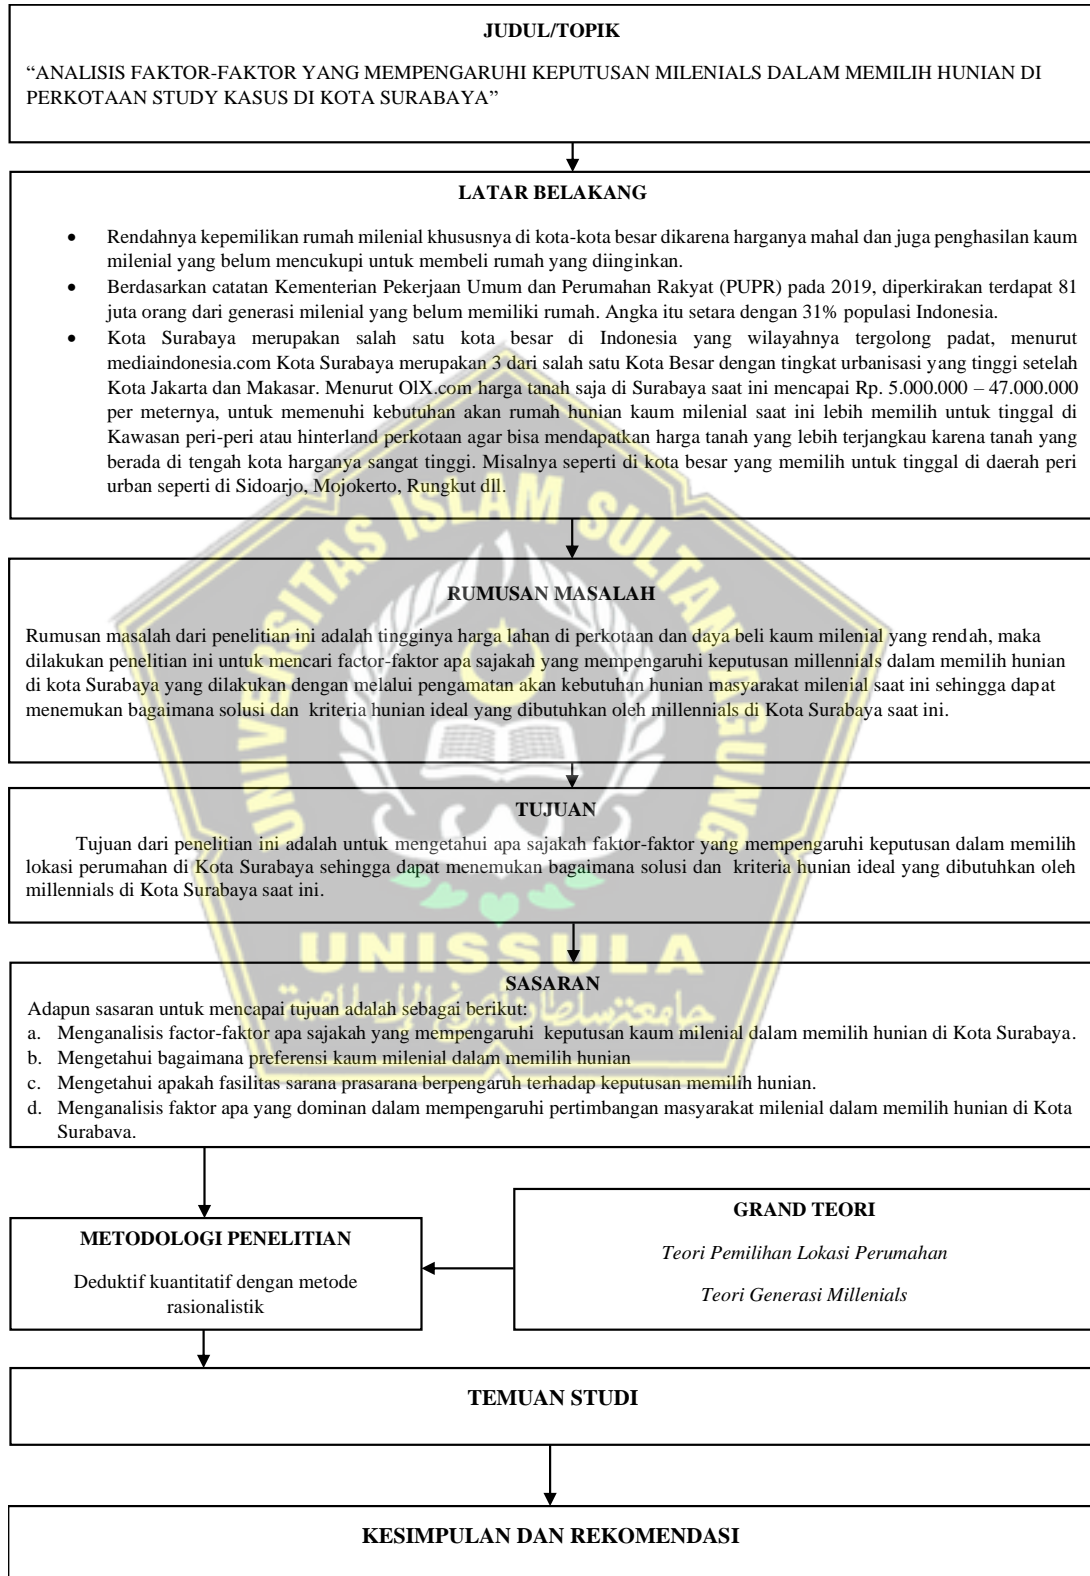 JUDUL/TOPIK
“ANALISIS FAKTOR-FAKTOR YANG MEMPENGARUHI KEPUTUSAN MILENIALS DALAM MEMILIH HUNIAN DI
PERKOTAAN STUDY KASUS DI KOTA SURABAYA”
LATAR BELAKANG
• Rendahnya kepemilikan rumah milenial khususnya di kota-kota besar dikarena harganya mahal dan juga penghasilan kaum
milenial yang belum mencukupi untuk membeli rumah yang diinginkan.
• Berdasarkan catatan Kementerian Pekerjaan Umum dan Perumahan Rakyat (PUPR) pada 2019, diperkirakan terdapat 81
juta orang dari generasi milenial yang belum memiliki rumah. Angka itu setara dengan 31% populasi Indonesia.
• Kota Surabaya merupakan salah satu kota besar di Indonesia yang wilayahnya tergolong padat, menurut
mediaindonesia.com Kota Surabaya merupakan 3 dari salah satu Kota Besar dengan tingkat urbanisasi yang tinggi setelah
Kota Jakarta dan Makasar. Menurut OlX.com harga tanah saja di Surabaya saat ini mencapai Rp. 5.000.000 – 47.000.000
per meternya, untuk memenuhi kebutuhan akan rumah hunian kaum milenial saat ini lebih memilih untuk tinggal di
Kawasan peri-peri atau hinterland perkotaan agar bisa mendapatkan harga tanah yang lebih terjangkau karena tanah yang
berada di tengah kota harganya sangat tinggi. Misalnya seperti di kota besar yang memilih untuk tinggal di daerah peri
urban seperti di Sidoarjo, Mojokerto, Rungkut dll.
RUMUSAN MASALAH
Rumusan masalah dari penelitian ini adalah tingginya harga lahan di perkotaan dan daya beli kaum milenial yang rendah, maka
dilakukan penelitian ini untuk mencari factor-faktor apa sajakah yang mempengaruhi keputusan millennials dalam memilih hunian
di kota Surabaya yang dilakukan dengan melalui pengamatan akan kebutuhan hunian masyarakat milenial saat ini sehingga dapat
menemukan bagaimana solusi dan kriteria hunian ideal yang dibutuhkan oleh millennials di Kota Surabaya saat ini.
TUJUAN
Tujuan dari penelitian ini adalah untuk mengetahui apa sajakah faktor-faktor yang mempengaruhi keputusan dalam memilih
lokasi perumahan di Kota Surabaya sehingga dapat menemukan bagaimana solusi dan kriteria hunian ideal yang dibutuhkan oleh
millennials di Kota Surabaya saat ini.
SASARAN
Adapun sasaran untuk mencapai tujuan adalah sebagai berikut:
a. Menganalisis factor-faktor apa sajakah yang mempengaruhi keputusan kaum milenial dalam memilih hunian di Kota Surabaya.
b. Mengetahui bagaimana preferensi kaum milenial dalam memilih hunian
c. Mengetahui apakah fasilitas sarana prasarana berpengaruh terhadap keputusan memilih hunian.
d. Menganalisis faktor apa yang dominan dalam mempengaruhi pertimbangan masyarakat milenial dalam memilih hunian di Kota
Surabaya.
METODOLOGI PENELITIAN
Deduktif kuantitatif dengan metode
rasionalistik
GRAND TEORI
Teori Pemilihan Lokasi Perumahan
Teori Generasi Millenials
TEMUAN STUDI
KESIMPULAN DAN REKOMENDASI
UNIVERSITAS ISLAM SULTAN AGUNG
UNISSULA
جامعة سلطان أجونج الإسلامية